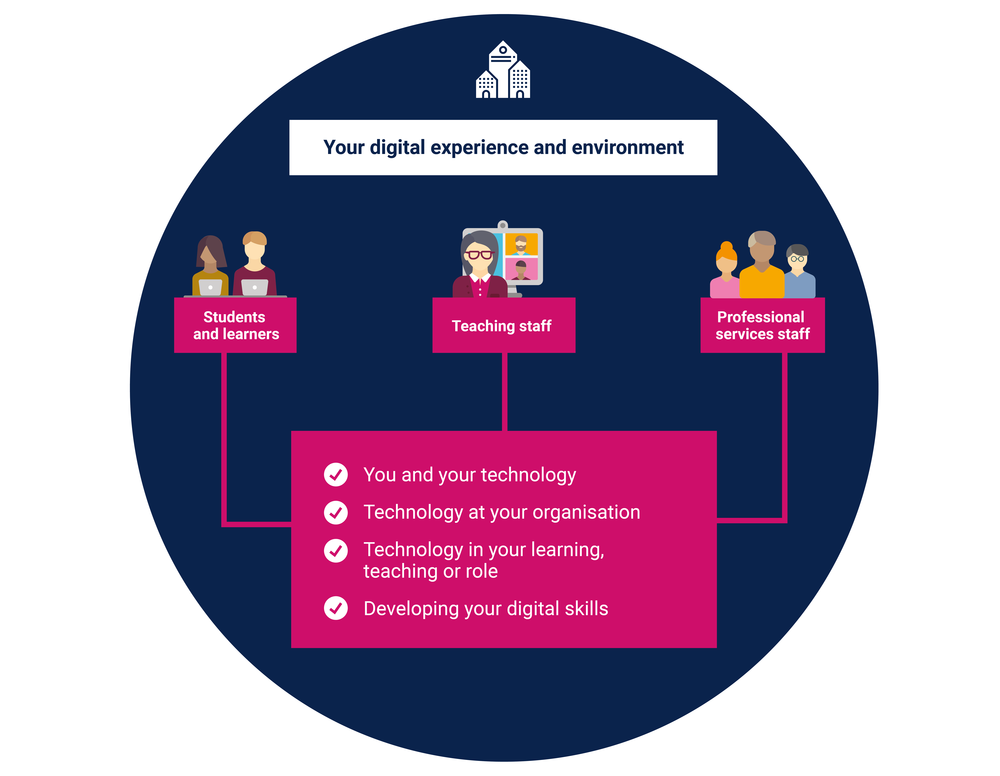 Your digital experience and environment
Students
and learners
Teaching staff
Professional
services staff
You and your technology
Technology at your organisation
Technology in your learning,
teaching or role
Developing your digital skills